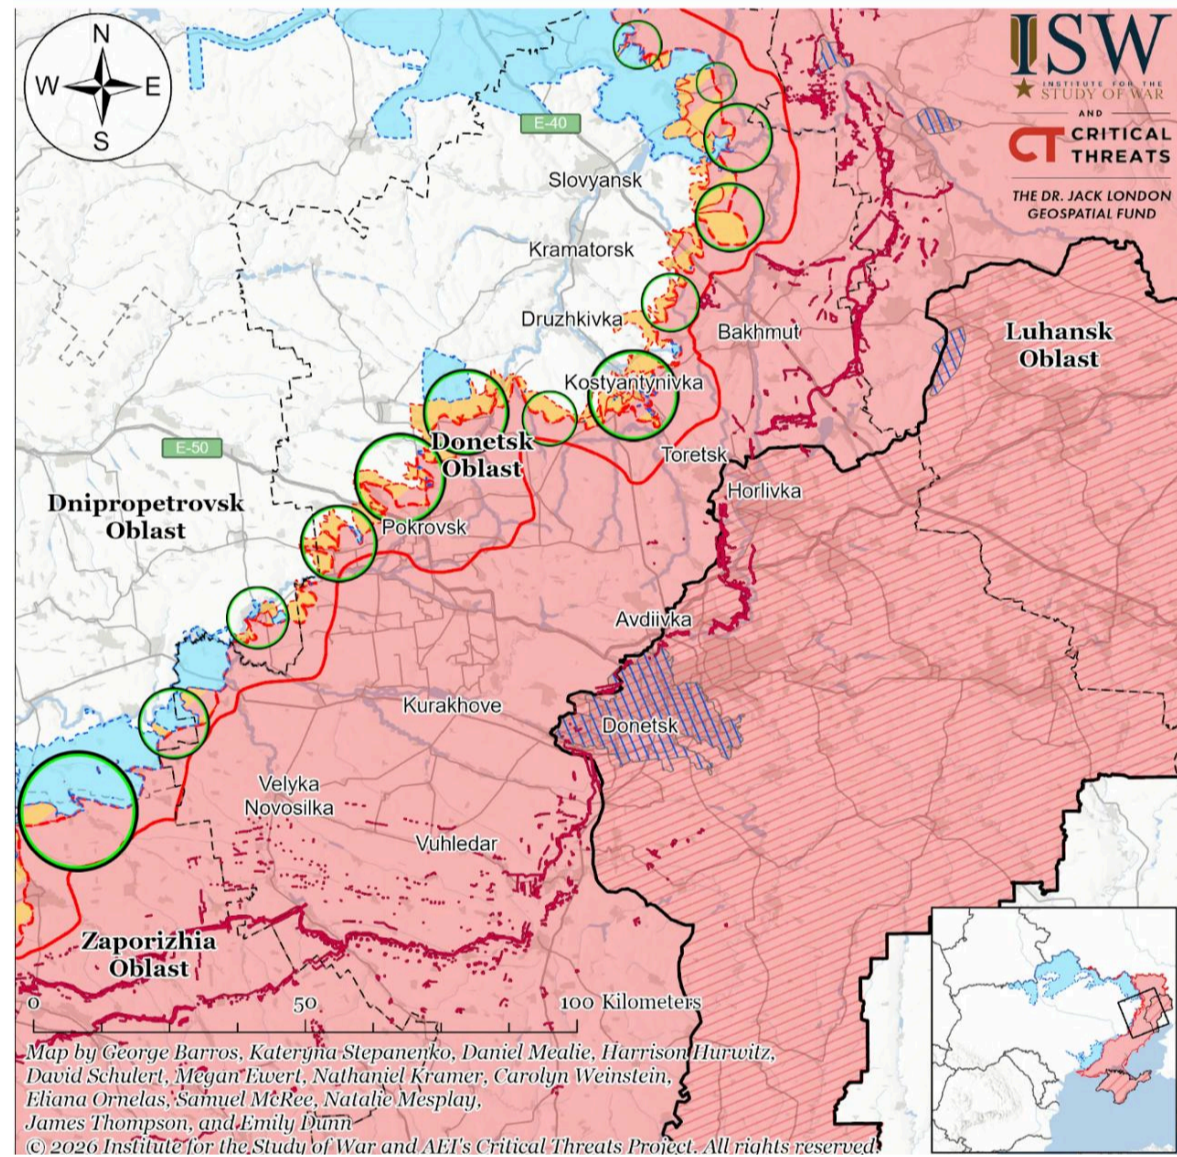 N
W
E
S
ISW
INSTITUTE FOR THE
STUDY OF WAR
AND
CT CRITICAL
THREATS
THE DR. JACK LONDON
GEOSPATIAL FUND
E-40
Slovyansk
Kramatorsk
Druzhkivka
Bakhmut
Luhansk
Oblast
Kostyantynivka
E-50
Donetsk
Oblast
Toretsk
Horlivka
Dnipropetrovsk
Oblast
Pokrovsk
Avdiivka
Kurakhove
Donetsk
Velyka
Novosilka
Vuhledar
Zaporizhia
Oblast
0 50 100 Kilometers
Map by George Barros, Kateryna Stepanenko, Daniel Mealie, Harrison Hurwitz,
David Schulert, Megan Ewert, Nathaniel Kramer, Carolyn Weinstein,
Eliana Ornelas, Samuel McRee, Natalie Mesplay,
James Thompson, and Emily Dunn
© 2026 Institute for the Study of War and AEI's Critical Threats Project. All rights reserved.